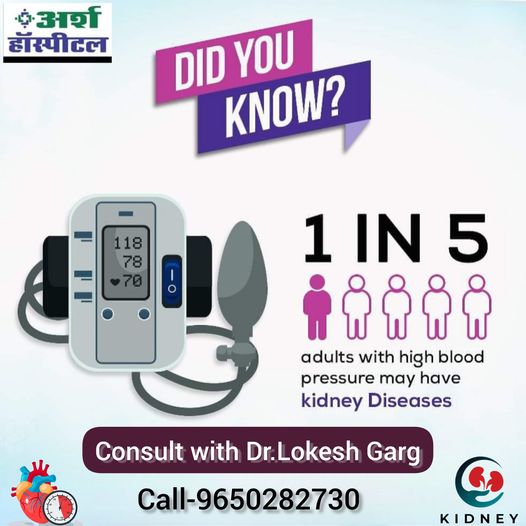 अर्श
हॉस्पीटल
DID YOU
KNOW?
118
78
70
I
O
1 IN 5
adults with high blood
pressure may have
kidney Diseases
Consult with Dr.Lokesh Garg
Call-9650282730
KIDNEY